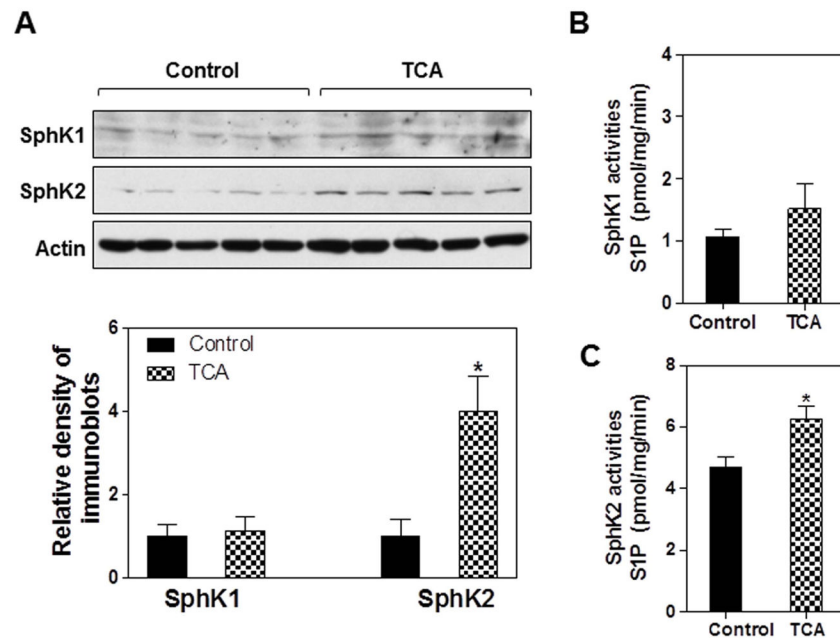 A
Control TCA
SphK1
SphK2
Actin
Relative density of
immunoblots
6
4
2
0
Control
TCA
*
SphK1 SphK2
B
SphK1 activities
S1P (pmol/mg/min)
4
3
2
1
0
Control TCA
C
SphK2 activities
S1P (pmol/mg/min)
8
6
4
2
0
*
Control TCA